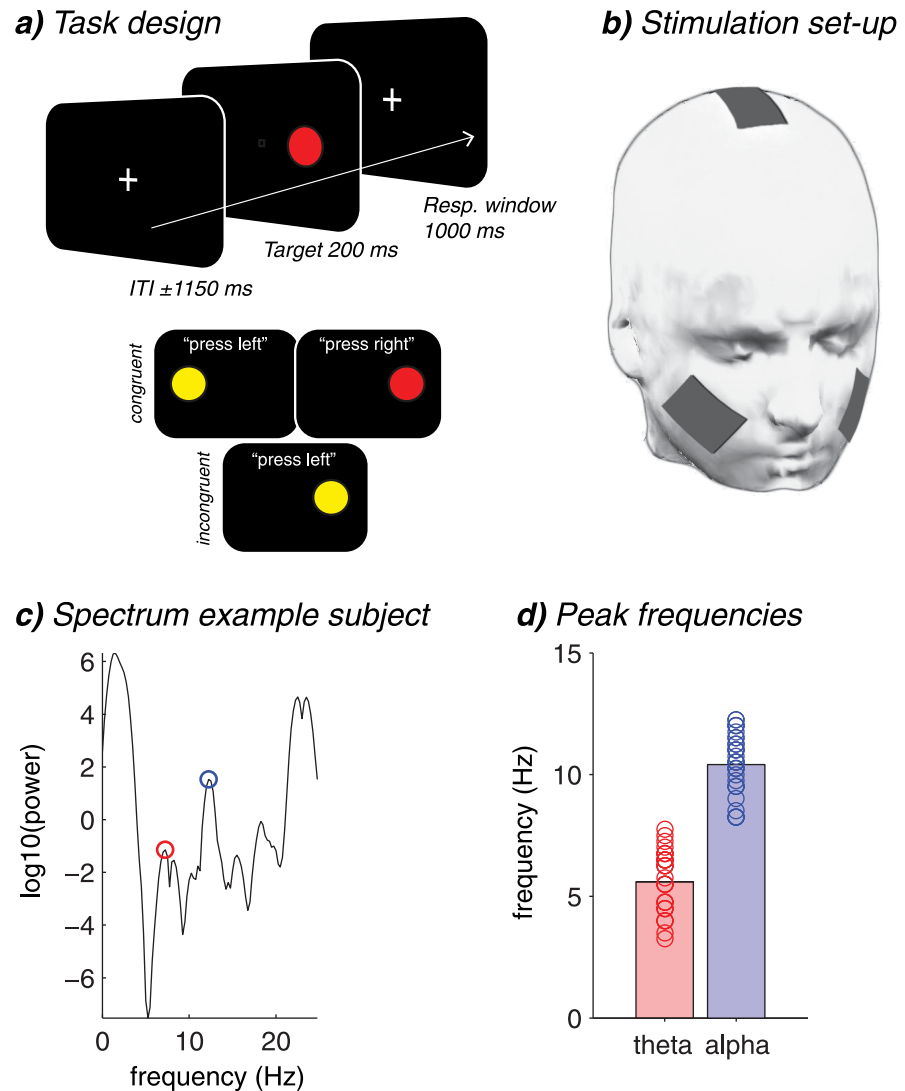 a) Task design
Resp. window
1000 ms
Target 200 ms
ITI ±1150 ms
congruent
“press left”
“press right”
incongruent
“press left”
b) Stimulation set-up
c) Spectrum example subject
log10(power)
6
4
2
0
−2
−4
−6
0
10
20
frequency (Hz)
d) Peak frequencies
frequency (Hz)
15
10
5
0
theta
alpha